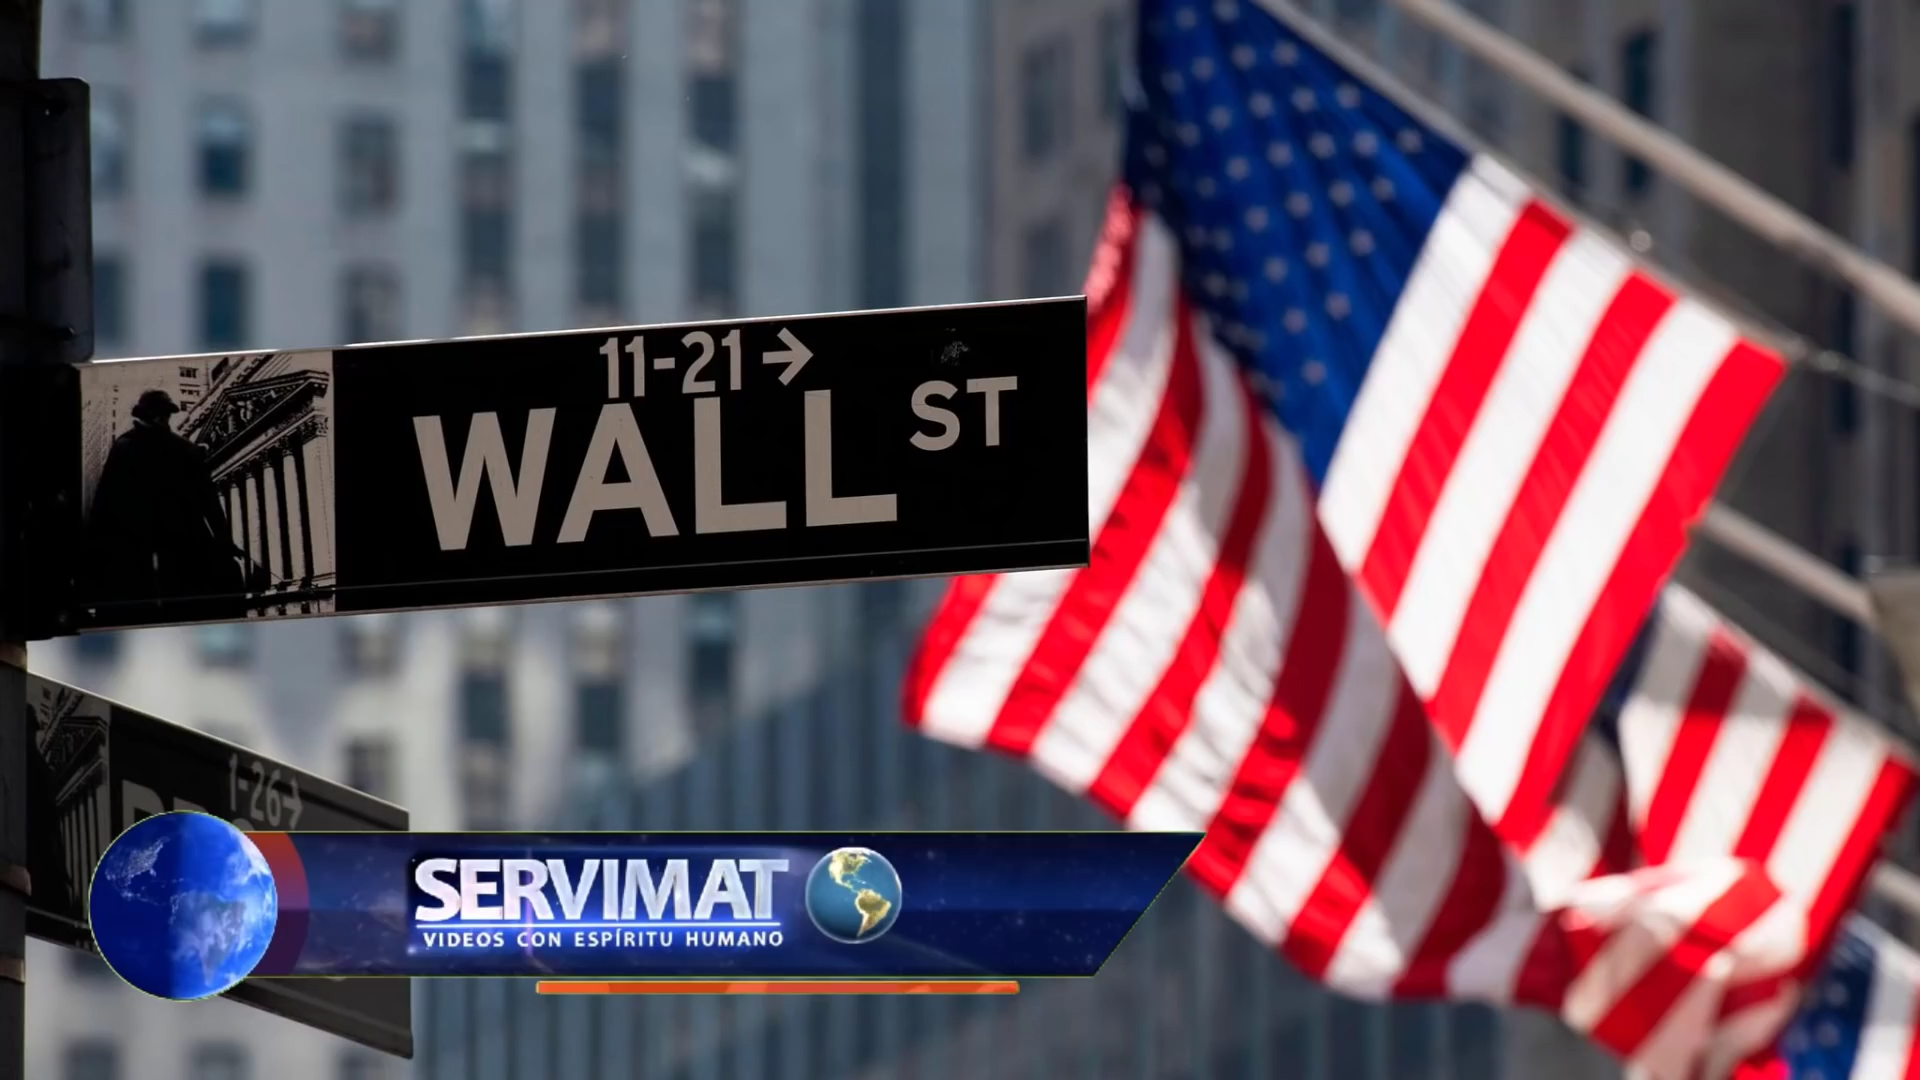 11-21→
WALL ST
1-26→
SERVIMAT
VIDEOS CON ESPÍRITU HUMANO